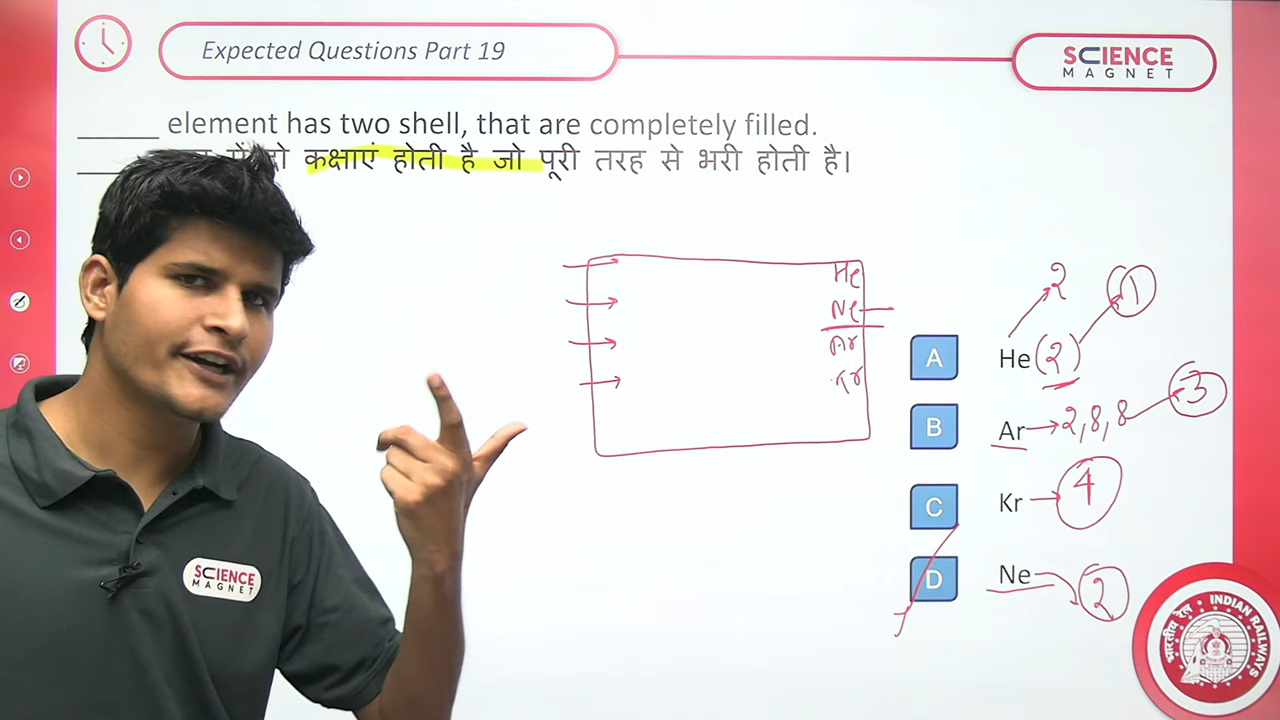 Expected Questions Part 19
SCIENCE
MAGNET
______ element has two shell, that are completely filled.
दो कक्षाएं होती है जो पूरी तरह से भरी होती है।
He
Ne
Ar
2
1
A He (2)
B Ar 2,8,8 3
C Kr 4
D Ne 2
SCIENCE
MAGNET
भारतीय रेल INDIAN RAILWAYS